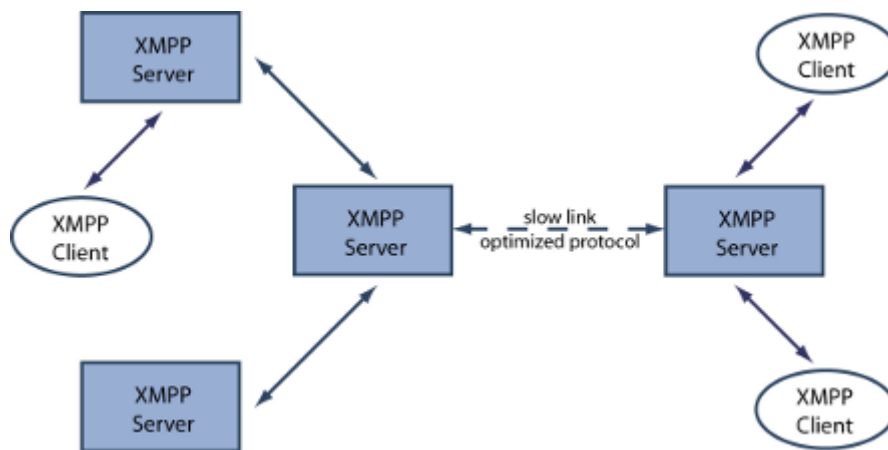 XMPP
Server
XMPP
Client
XMPP
Client
XMPP
Server
slow link
optimized protocol
XMPP
Server
XMPP
Server
XMPP
Client
XMPP
Client